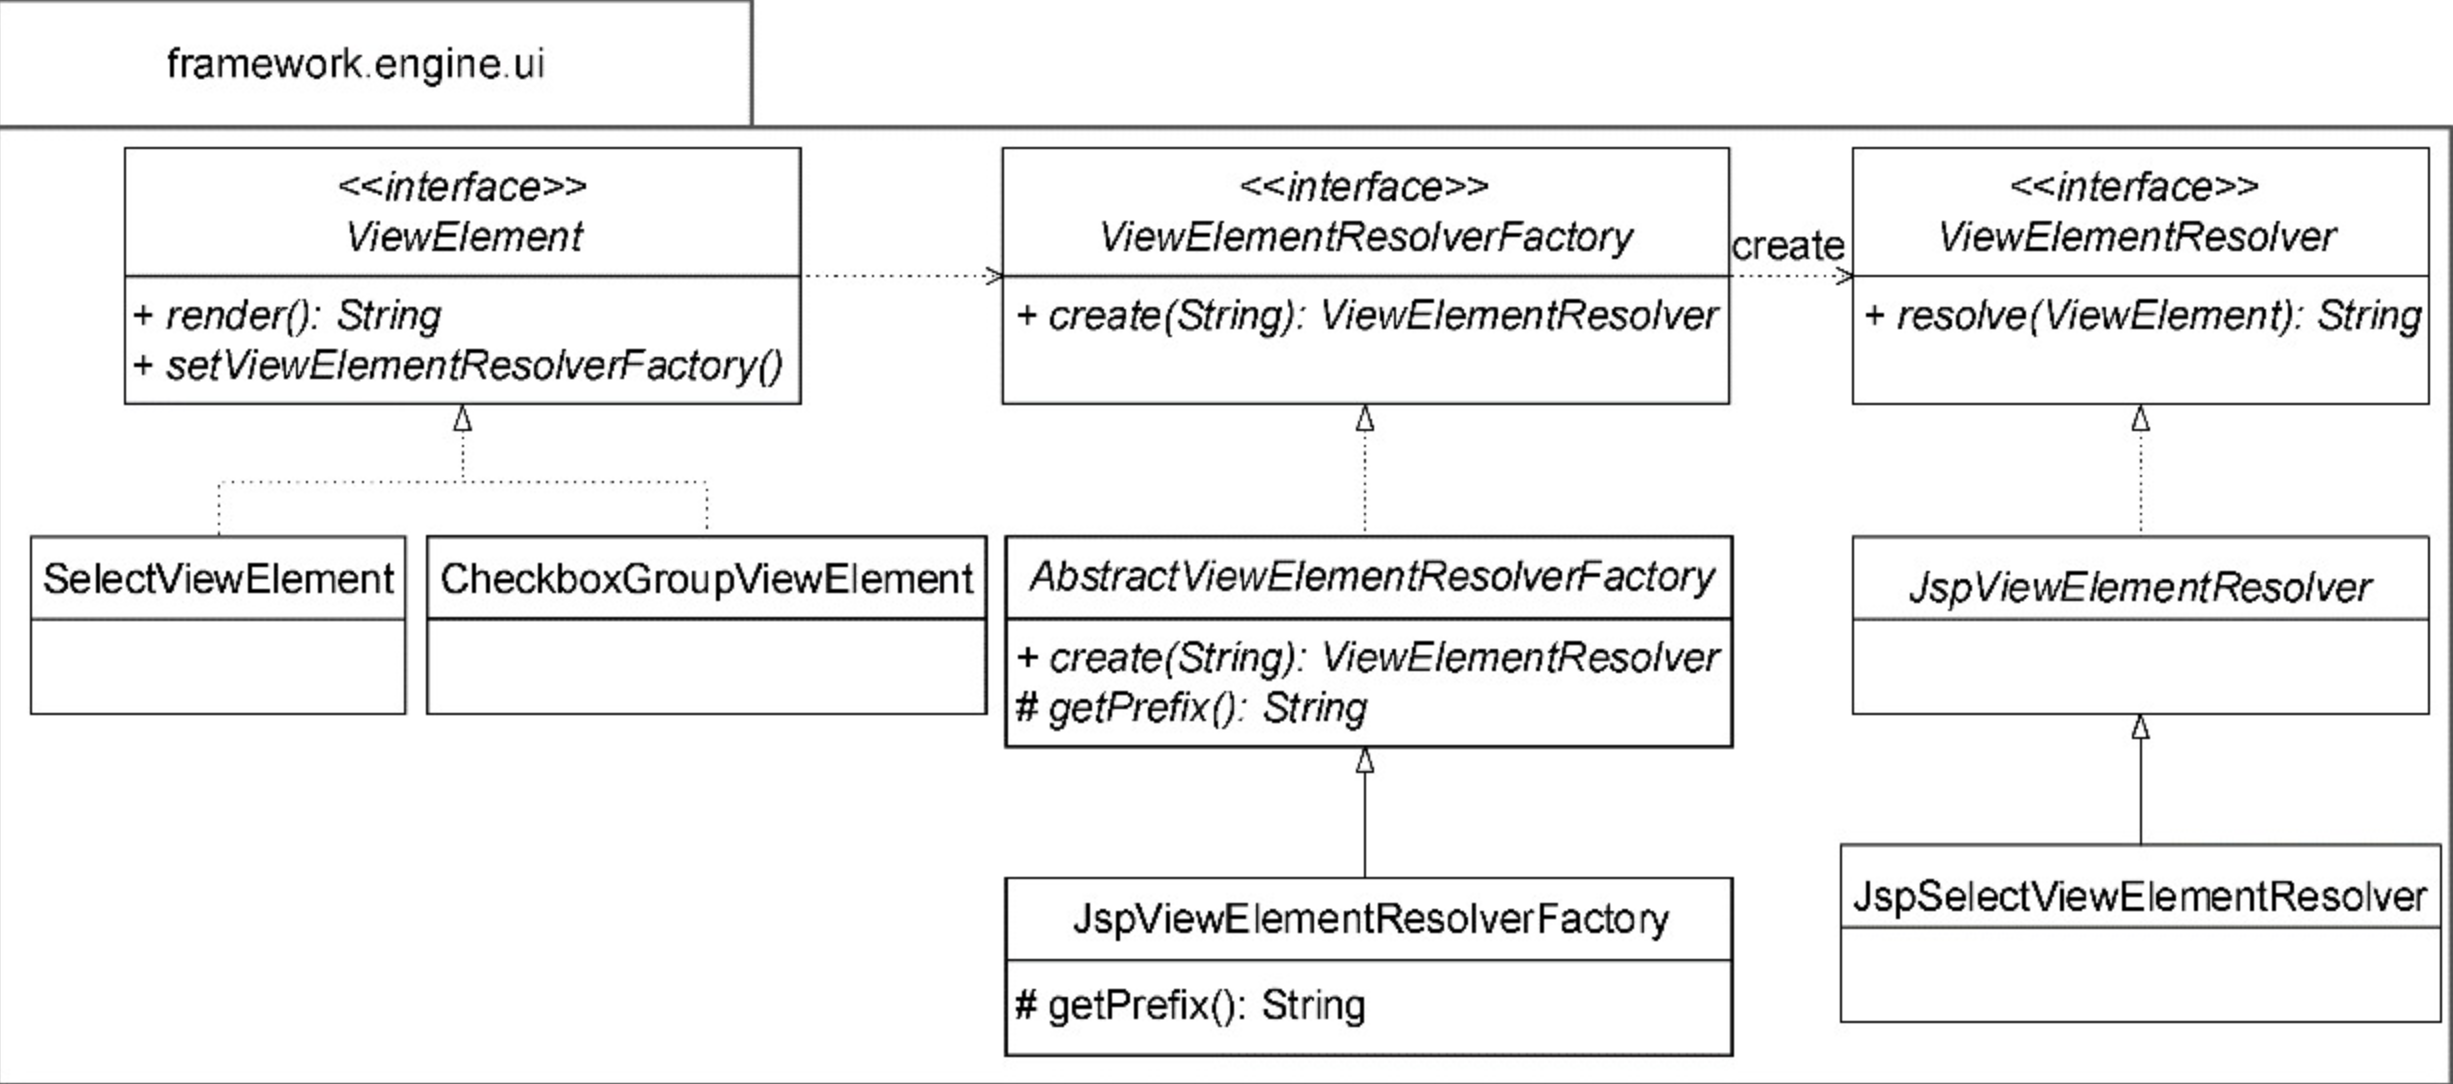 framework.engine.ui
<<interface>>
ViewElement
+ render(): String
+ setViewElementResolverFactory()
<<interface>>
ViewElementResolverFactory
+ create(String): ViewElementResolver
create
<<interface>>
ViewElementResolver
+ resolve(ViewElement): String
SelectViewElement
CheckboxGroupViewElement
AbstractViewElementResolverFactory
+ create(String): ViewElementResolver
# getPrefix(): String
JspViewElementResolver
JspViewElementResolverFactory
# getPrefix(): String
JspSelectViewElementResolver